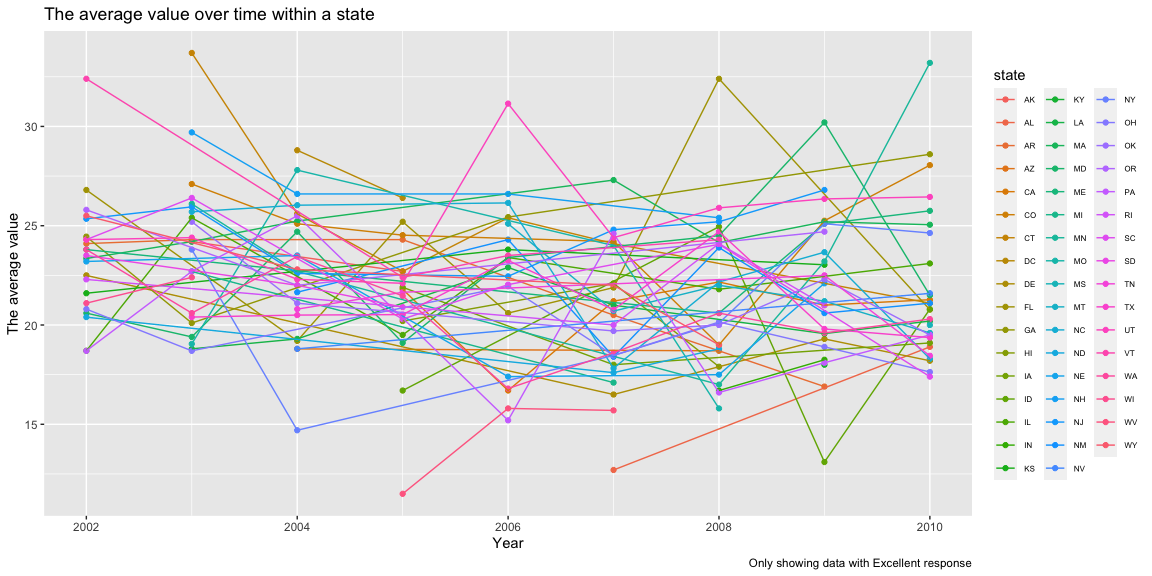 The average value over time within a state
The average value
30
25
20
15
2002 2004 2006 2008 2010
Year
Only showing data with Excellent response
state
AK KY NY
AL LA OH
AR MA OK
AZ MD OR
CA ME PA
CO MI RI
CT MN SC
DC MO SD
DE MS TN
FL MT TX
GA NC UT
HI ND VT
IA NE WA
ID NH WI
IL NJ WV
IN NM WY
KS NV